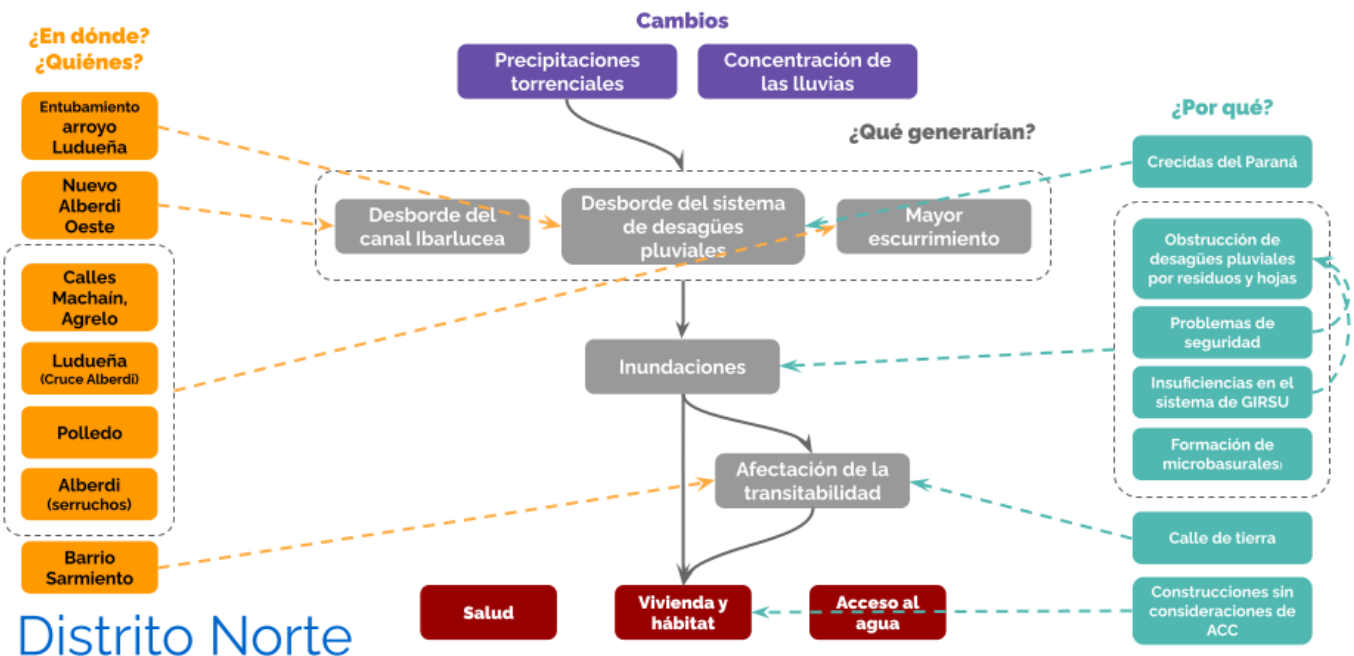 Cambios
¿En dónde?
¿Quiénes?
Precipitaciones
torrenciales
Concentración de
las lluvias
Entubamiento
arroyo
Ludueña
¿Por qué?
¿Qué generarían?
Crecidas del Paraná
Nuevo
Alberdi
Oeste
Desborde del
canal Ibarlucea
Desborde del sistema
de desagües
pluviales
Mayor
escurrimiento
Obstrucción de
desagües pluviales
por residuos y hojas
Calles
Machaín,
Agrelo
Problemas de
seguridad
Ludueña
(Cruce Alberdi)
Inundaciones
Insuficiencias en el
sistema de GIRSU
Polledo
Formación de
microbasurales)
Afectación de la
transitabilidad
Alberdi
(serruchos)
Calle de tierra
Barrio
Sarmiento
Salud
Vivienda y
hábitat
Acceso al
agua
Construcciones sin
consideraciones de
ACC
Distrito Norte